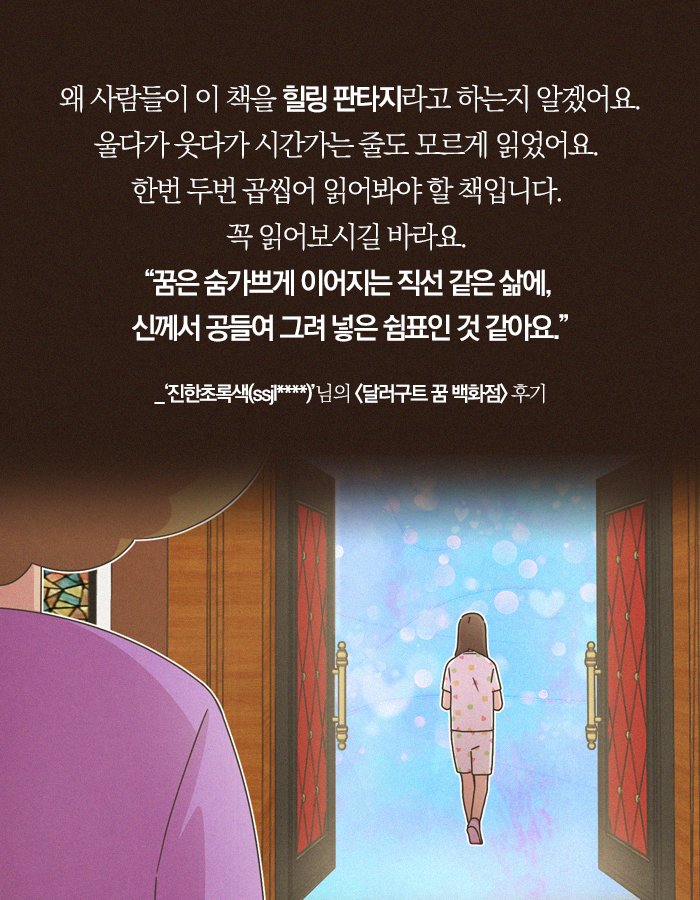 왜 사람들이 이 책을 힐링 판타지라고 하는지 알겠어요.
울다가 웃다가 시간가는 줄도 모르게 읽었어요.
한번 두번 곱씹어 읽어봐야 할 책입니다.
꼭 읽어보시길 바라요.
“꿈은 숨가쁘게 이어지는 직선 같은 삶에,
신께서 공들여 그려 넣은 쉼표인 것 같아요.”
_‘진한초록색(ssjl****)’님의 〈달러구트 꿈 백화점〉 후기